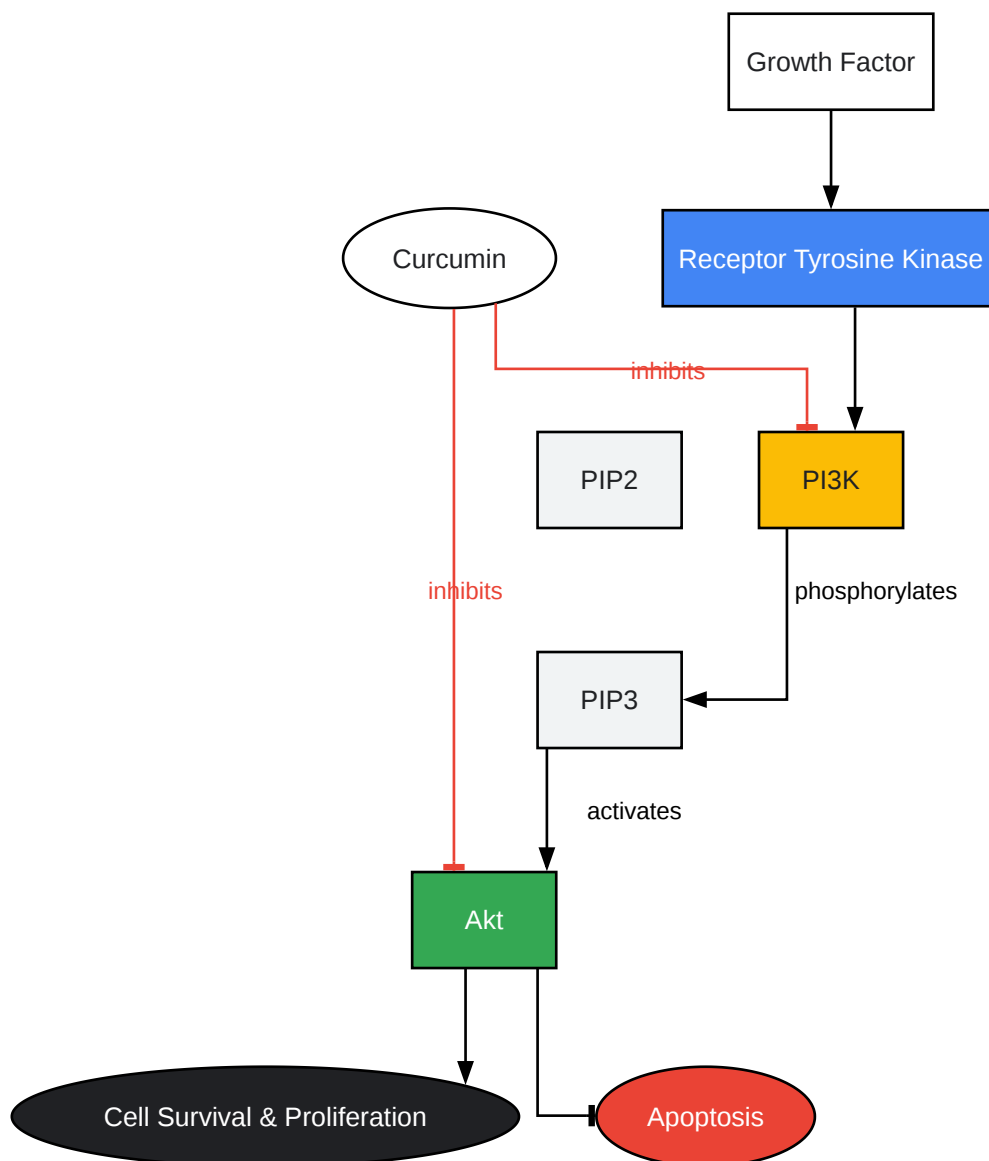 Growth Factor
Curcumin
Receptor Tyrosine Kinase
inhibits
PIP2
PI3K
inhibits
phosphorylates
PIP3
activates
Akt
Cell Survival & Proliferation
Apoptosis